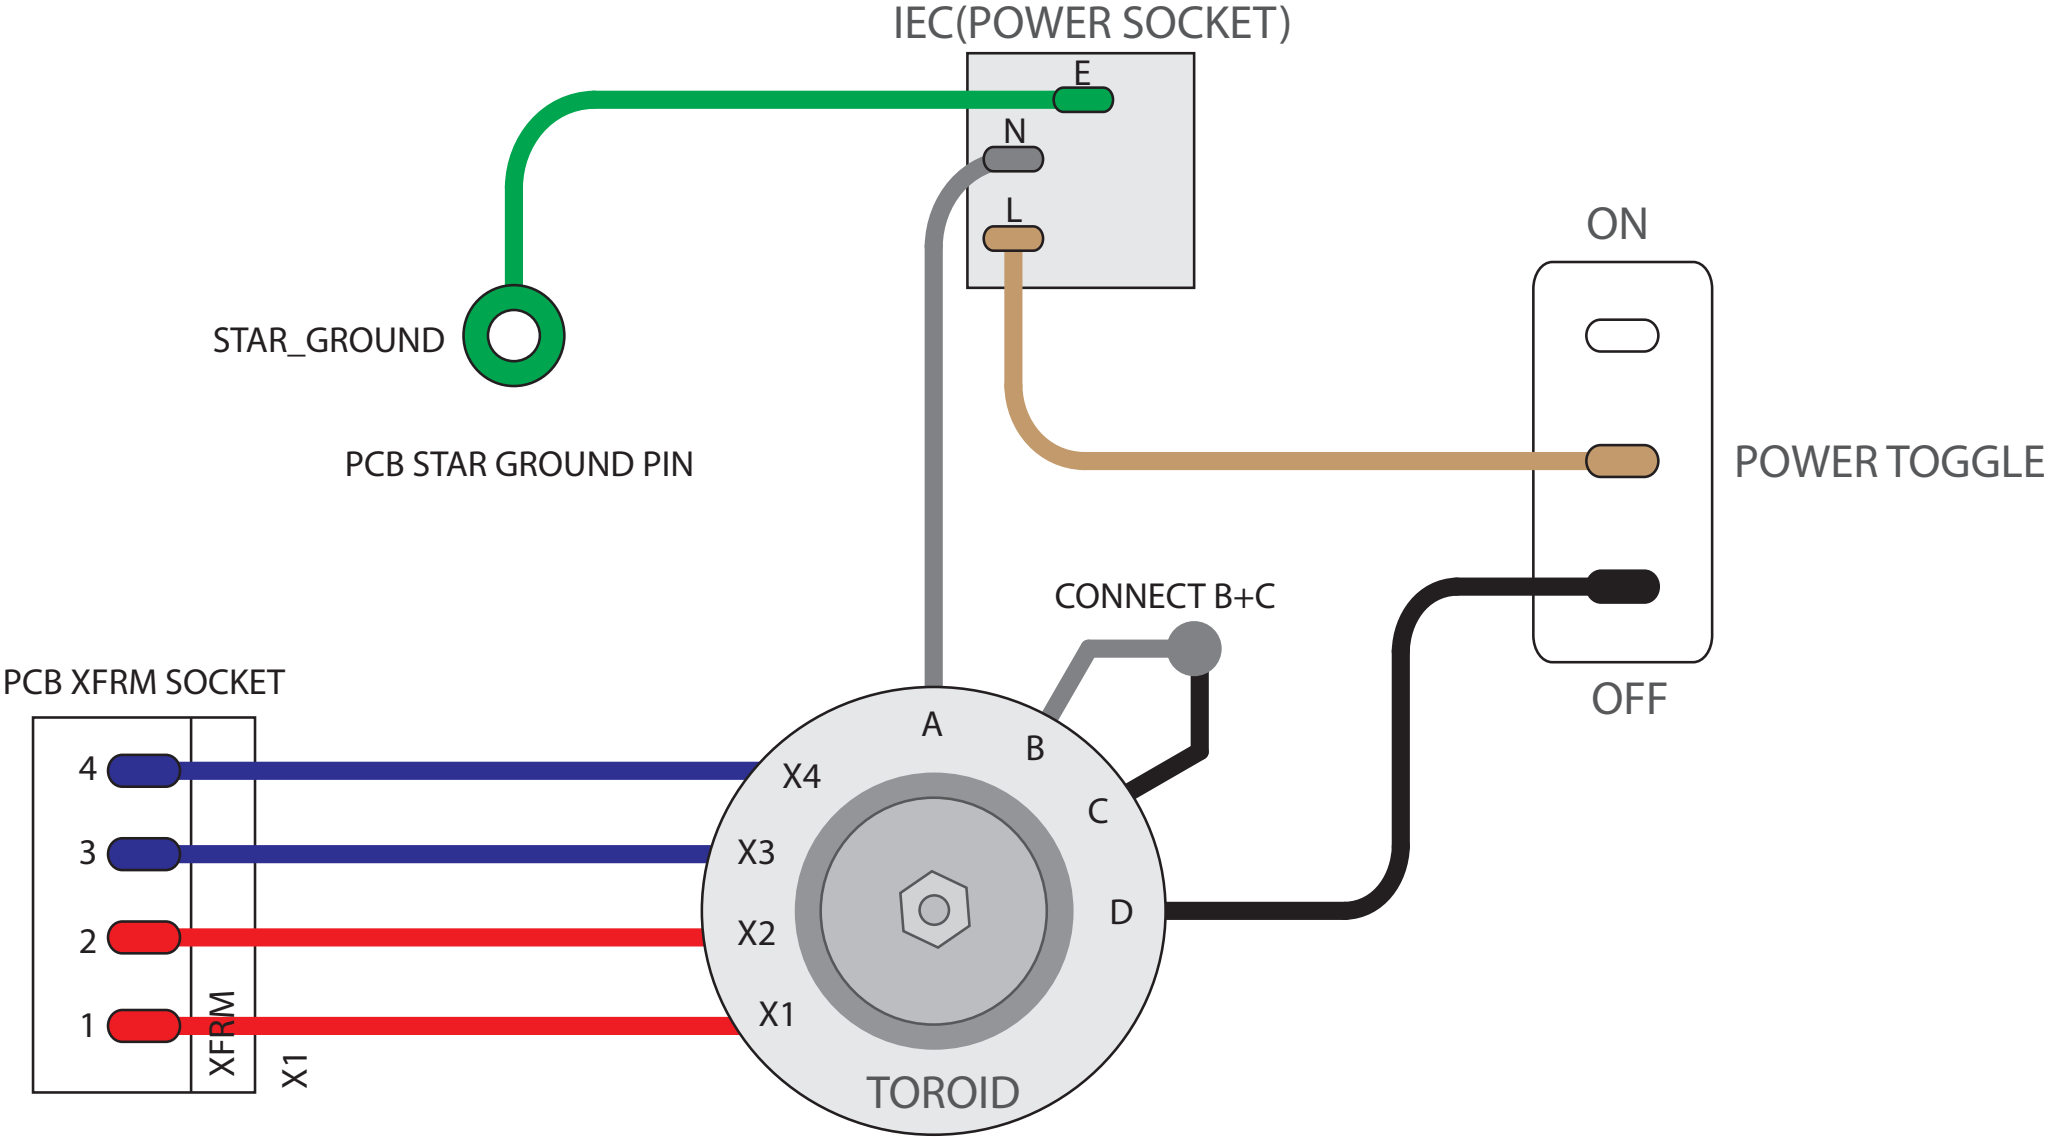 IEC(POWER SOCKET)
E
N
L
ON
STAR_GROUND
PCB STAR GROUND PIN
POWER TOGGLE
CONNECT B+C
OFF
PCB XFRM SOCKET
A
B
4
X4
C
3
X3
2
X2
D
1
X1
XFRM
X1
TOROID